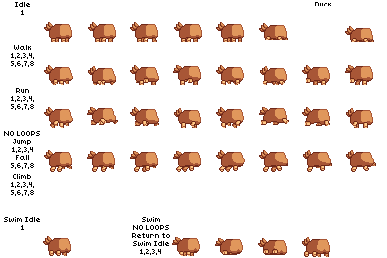 Idle
1
Duck
Walk
1,2,3,4,
5,6,7,8
Run
1,2,3,4,
5,6,7,8
NO LOOPS
Jump
1,2,3,4
Fall
5,6,7,8
Climb
1,2,3,4,
5,6,7,8
Swim Idle
1
Swim
NO LOOPS
Return to
Swim Idle
1,2,3,4